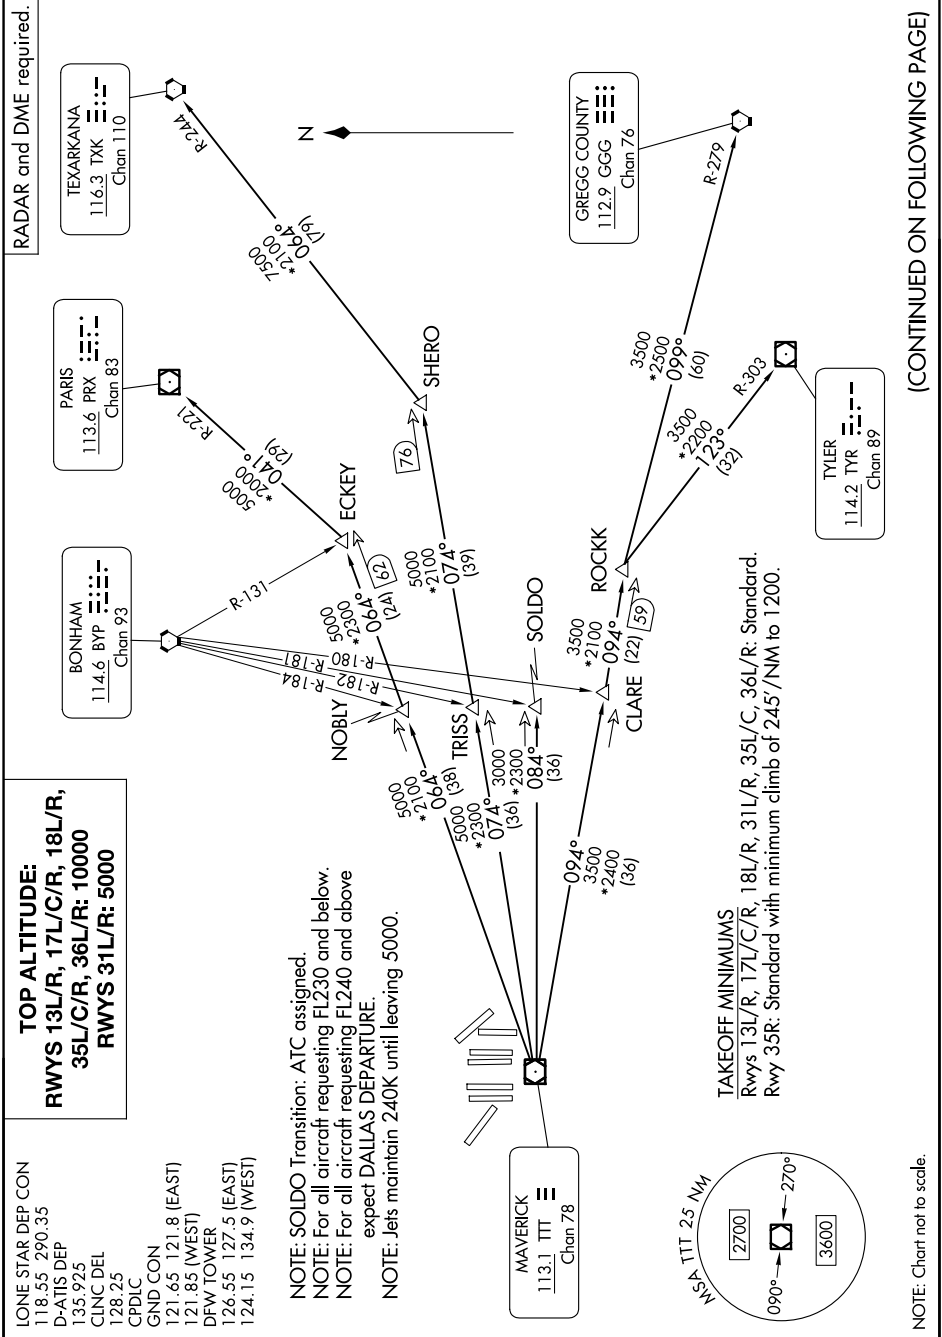 RADAR and DME required.
LONE STAR DEP CON
118.55 290.35
D-ATIS DEP
135.925
CLNC DEL
128.25
CPDLC
GND CON
121.65 121.8 (EAST)
121.85 (WEST)
DFW TOWER
126.55 127.5 (EAST)
124.15 134.9 (WEST)
TOP ALTITUDE:
RWYS 13L/R, 17L/C/R, 18L/R,
35L/C/R, 36L/R: 10000
RWYS 31L/R: 5000
BONHAM
114.6 BYP
Chan 93
PARIS
113.6 PRX
Chan 83
TEXARKANA
116.3 TXK
Chan 110
NOTE: SOLDO Transition: ATC assigned.
NOTE: For all aircraft requesting FL230 and below.
NOTE: For all aircraft requesting FL240 and above
expect DALLAS DEPARTURE.
NOTE: Jets maintain 240K until leaving 5000.
R-131
R-184
R-182
R-181
R-180
R-221
R-244
5000
*2000
041°
(29)
7500
*2100
064°
(79)
N
NOBLY
ECKEY
SHERO
TRISS
SOLDO
CLARE
ROCKK
5000
*2100
064°
(38)
5000
*2300
064°
(24)
62
5000
*2300
074°
(36)
5000
*2100
074°
(39)
76
3000
*2300
084°
(36)
094°
3500
*2400
(36)
3500
*2100
094°
(22)
59
3500
*2500
099°
(60)
R-279
3500
*2200
123°
(32)
R-303
GREGG COUNTY
112.9 GGG
Chan 76
TYLER
114.2 TYR
Chan 89
MAVERICK
113.1 TTT
Chan 78
MSA TTT 25 NM
2700
090°
270°
3600
TAKEOFF MINIMUMS
Rwys 13L/R, 17L/C/R, 18L/R, 31L/R, 35L/C, 36L/R: Standard.
Rwy 35R: Standard with minimum climb of 245'/NM to 1200.
NOTE: Chart not to scale.
(CONTINUED ON FOLLOWING PAGE)